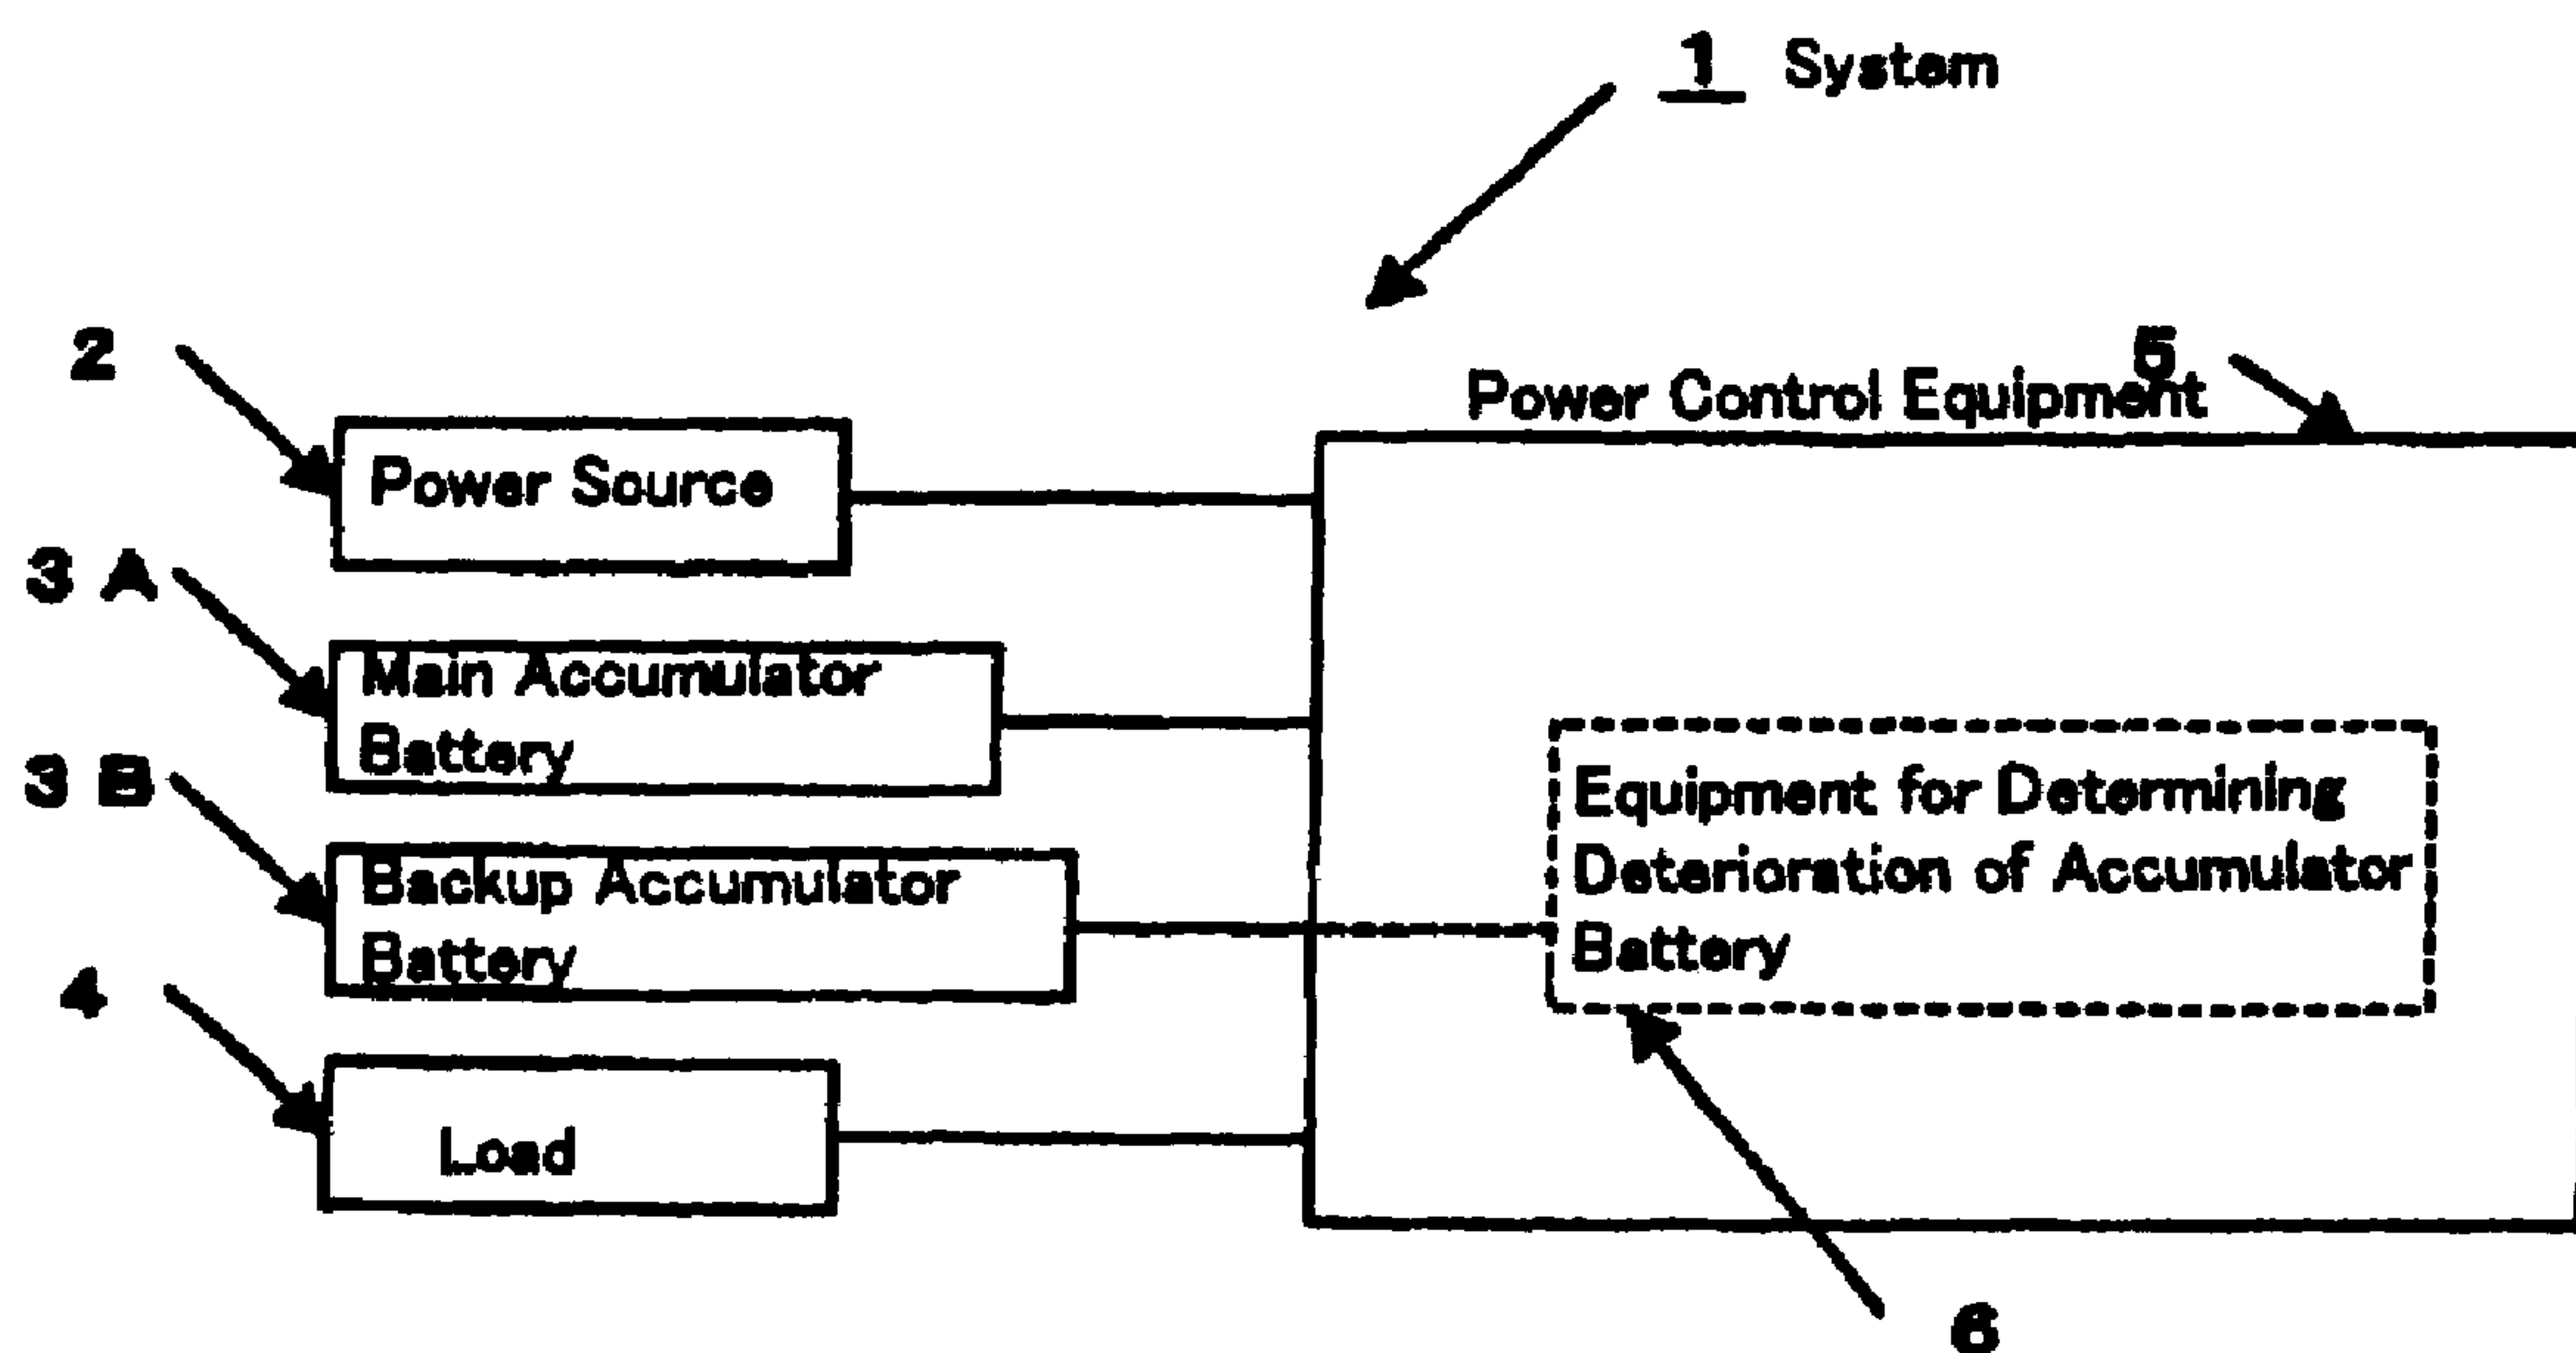 1 System
2
5
Power Control Equipment
Power Source
3 A
Main Accumulator
Battery
3 B
Backup Accumulator
Battery
Equipment for Determining
Deterioration of Accumulator
Battery
4
Load
6